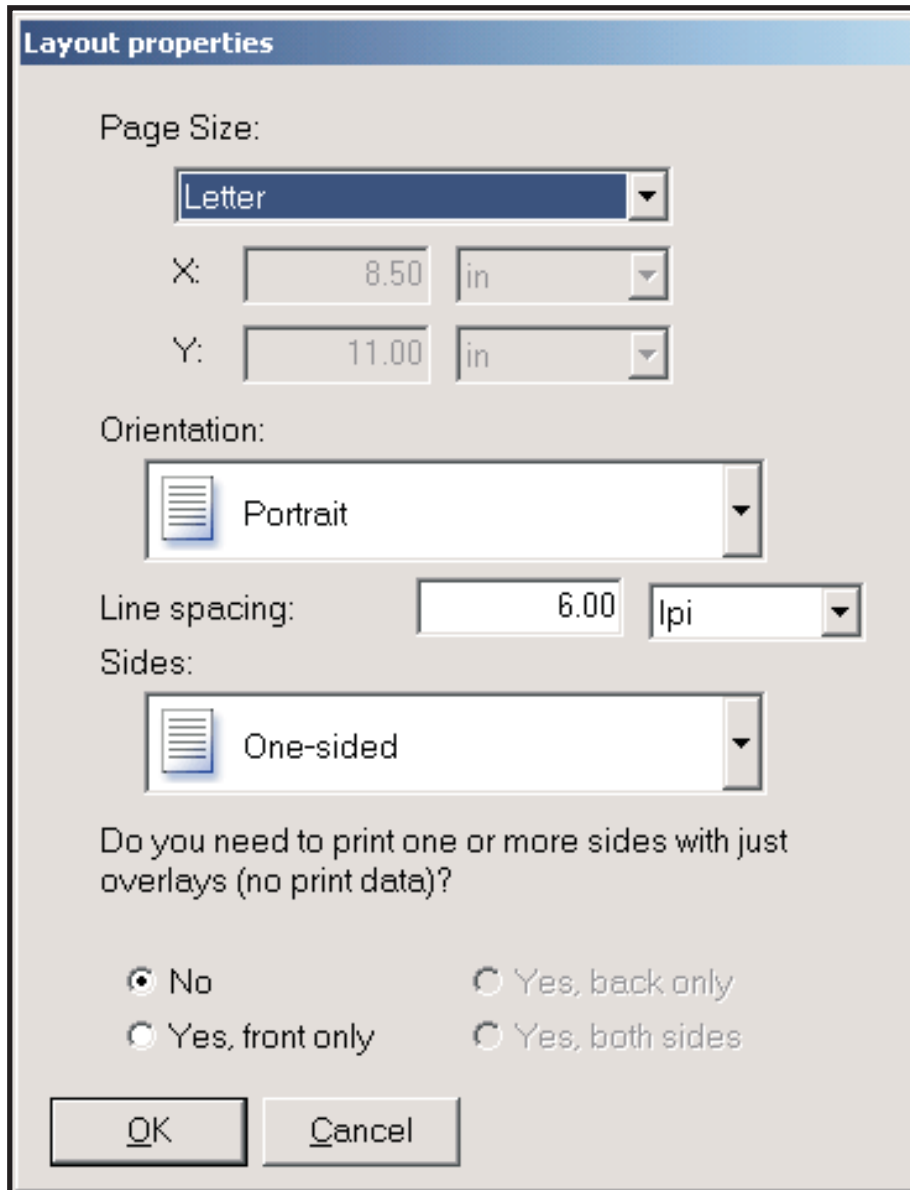 Layout properties
Page Size:
Letter
X: 8.50 in
Y: 11.00 in
Orientation:
Portrait
Line spacing: 6.00 lpi
Sides:
One-sided
Do you need to print one or more sides with just
overlays (no print data)?
No Yes, back only
Yes, front only Yes, both sides
OK Cancel